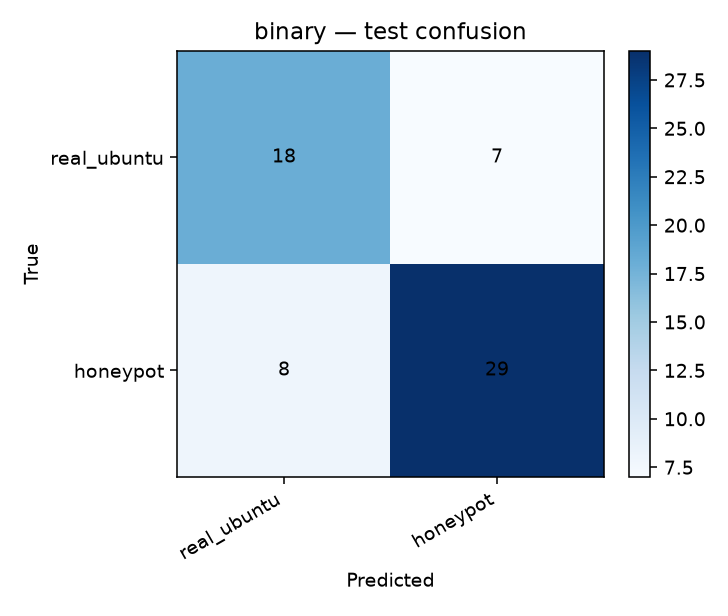 binary — test confusion
real_ubuntu
honeypot
True
18
7
8
29
real_ubuntu
honeypot
Predicted
27.5
25.0
22.5
20.0
17.5
15.0
12.5
10.0
7.5